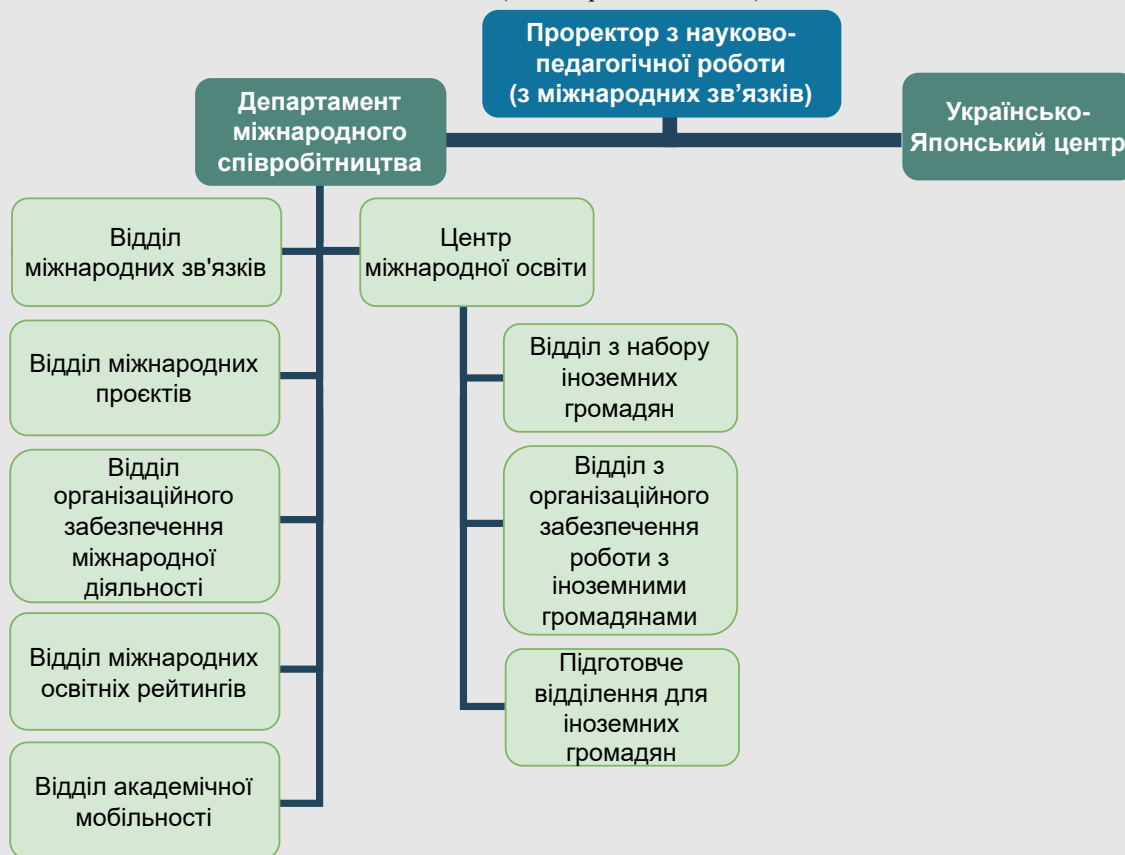 Проректор з науково-
педагогічної роботи
(з міжнародних зв’язків)
Департамент
міжнародного
співробітництва
Українсько-
Японський центр
Відділ
міжнародних зв'язків
Центр
міжнародної освіти
Відділ міжнародних
проєктів
Відділ
організаційного
забезпечення
міжнародної
діяльності
Відділ міжнародних
освітніх рейтингів
Відділ академічної
мобільності
Відділ з набору
іноземних
громадян
Відділ з
організаційного
забезпечення
роботи з
іноземними
громадянами
Підготовче
відділення для
іноземних
громадян